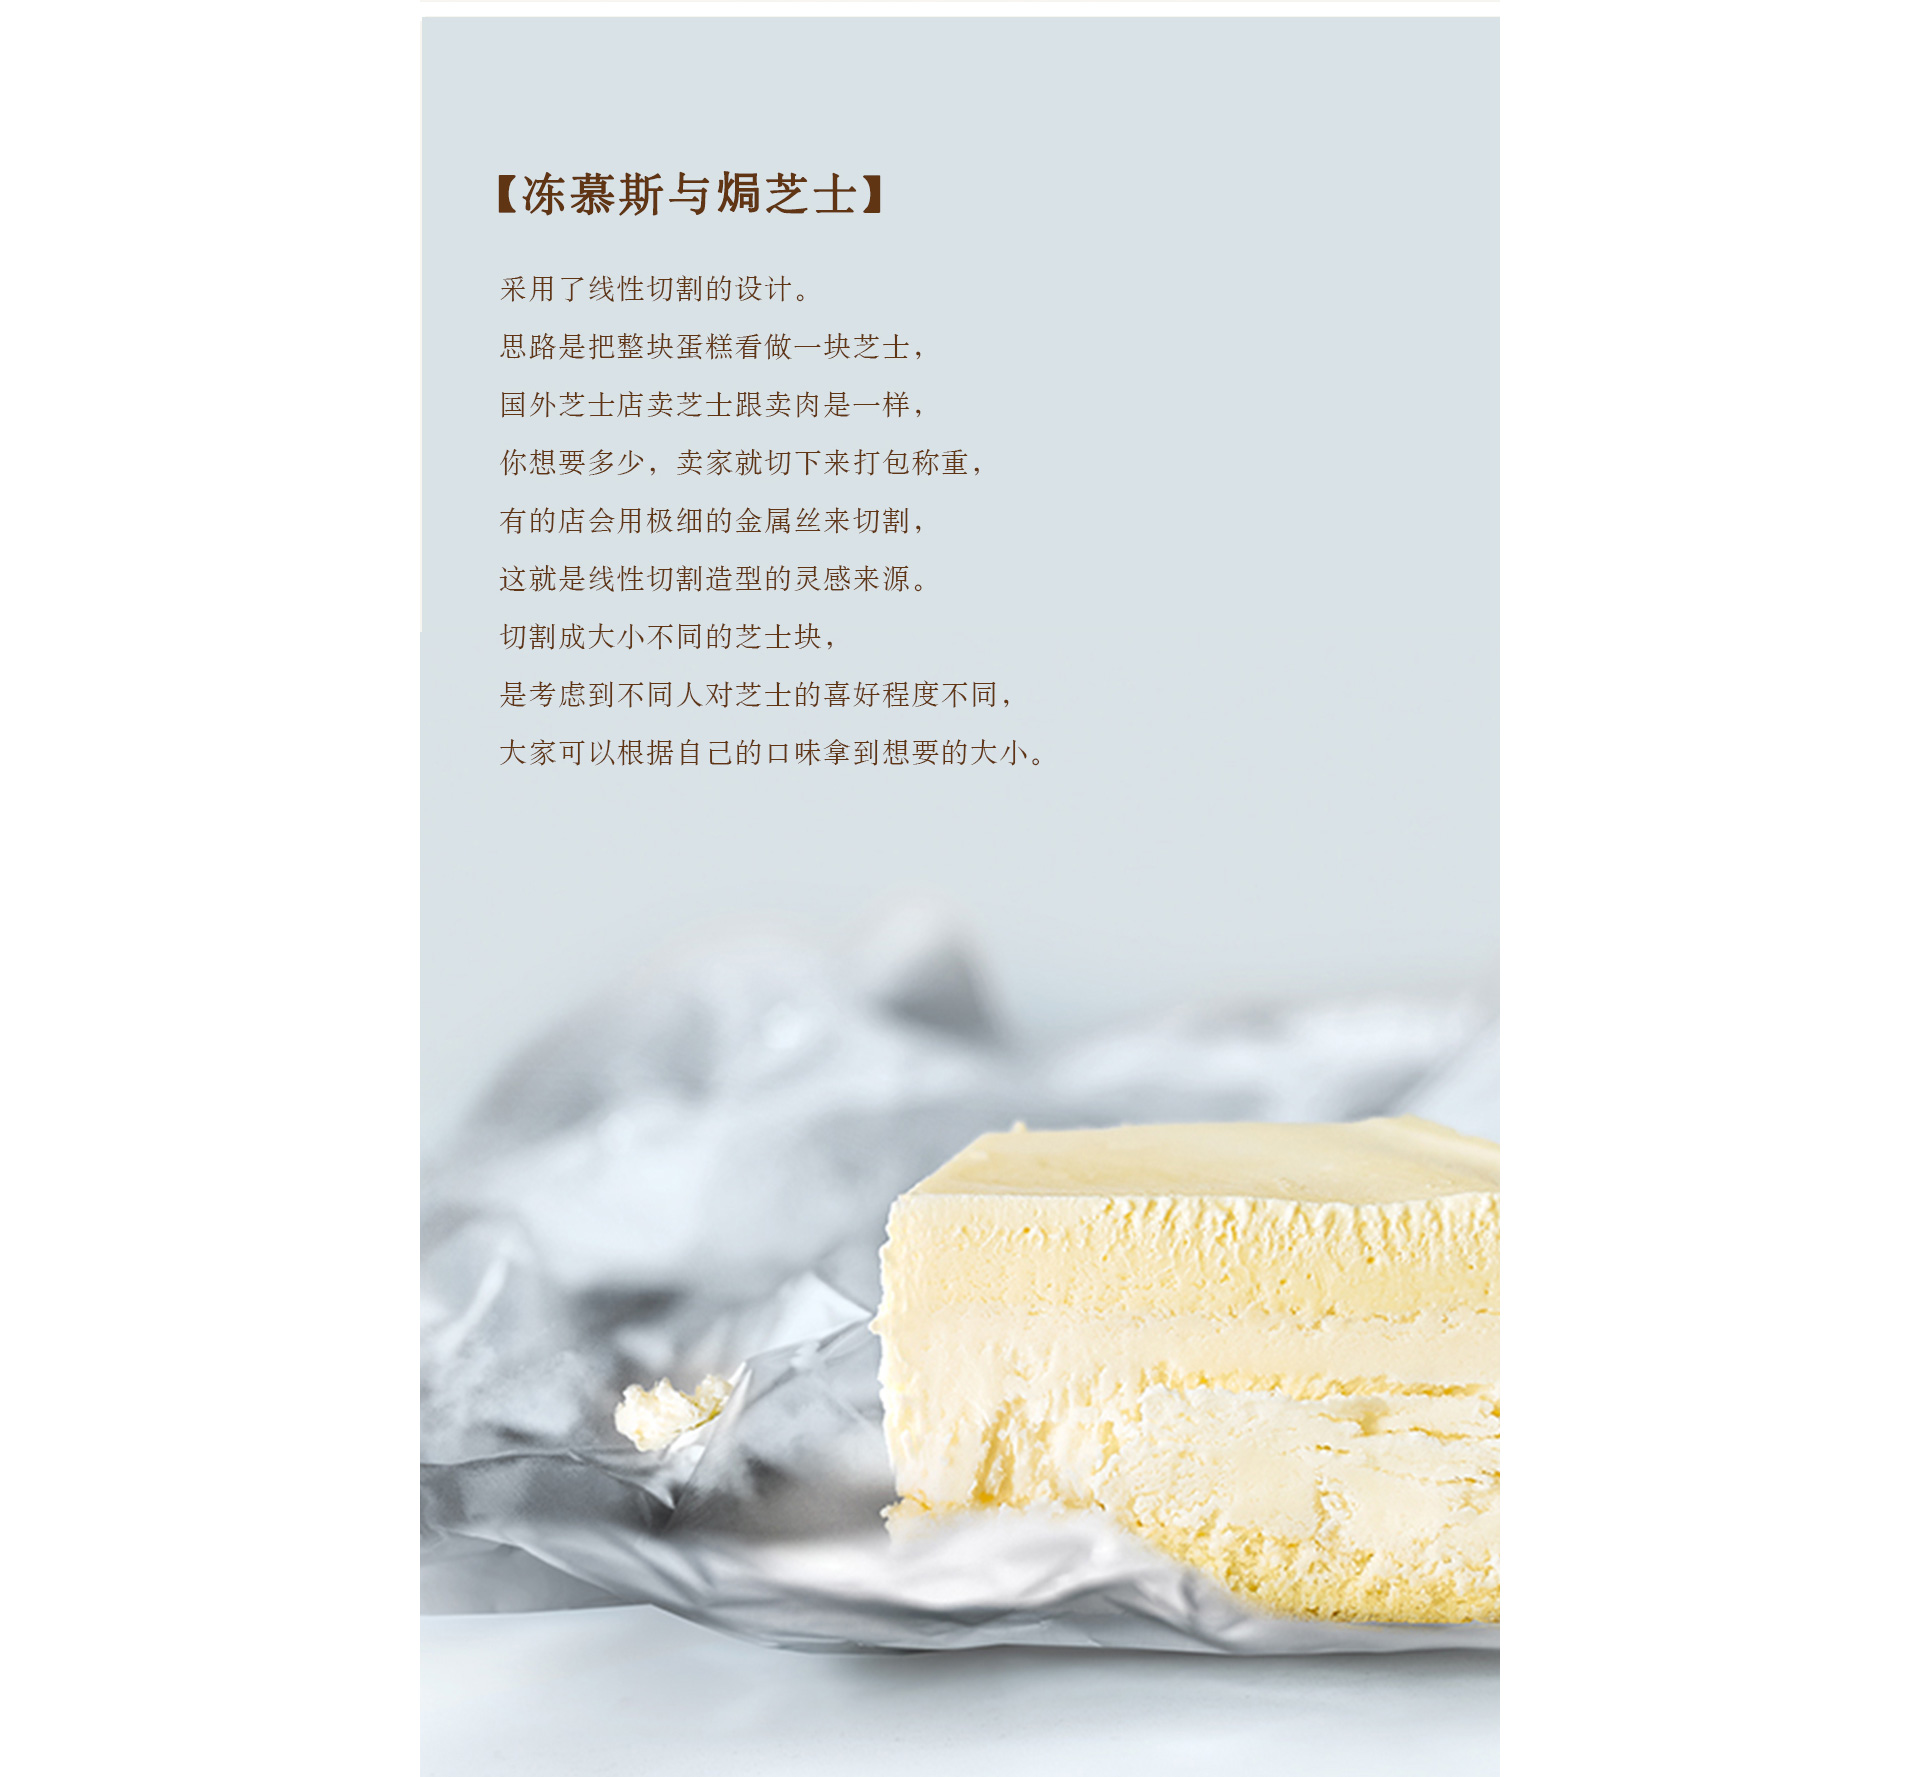 【冻慕斯与焗芝士】
采用了线性切割的设计。
思路是把整块蛋糕看做一块芝士，
国外芝士店卖芝士跟卖肉是一样，
你想要多少，卖家就切下来打包称重，
有的店会用极细的金属丝来切割，
这就是线性切割造型的灵感来源。
切割成大小不同的芝士块，
是考虑到不同人对芝士的喜好程度不同，
大家可以根据自己的口味拿到想要的大小。